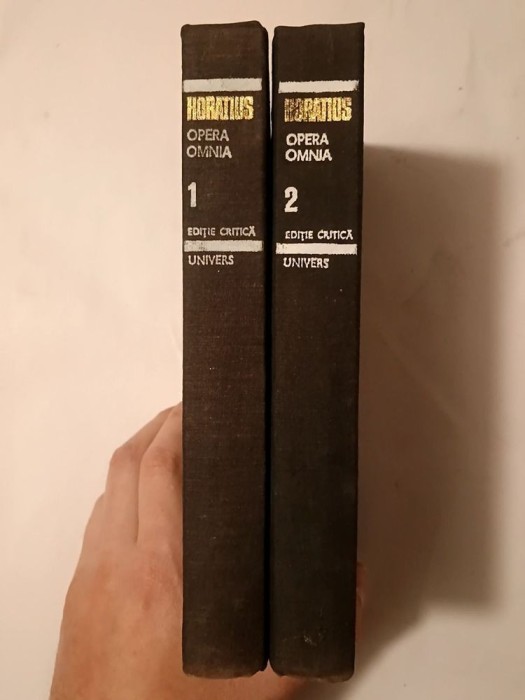 HORATIUS
OPERA
OMNIA
1
EDIȚIE CRITICĂ
UNIVERS
HORATIUS
OPERA
OMNIA
2
EDIȚIE CRITICĂ
UNIVERS